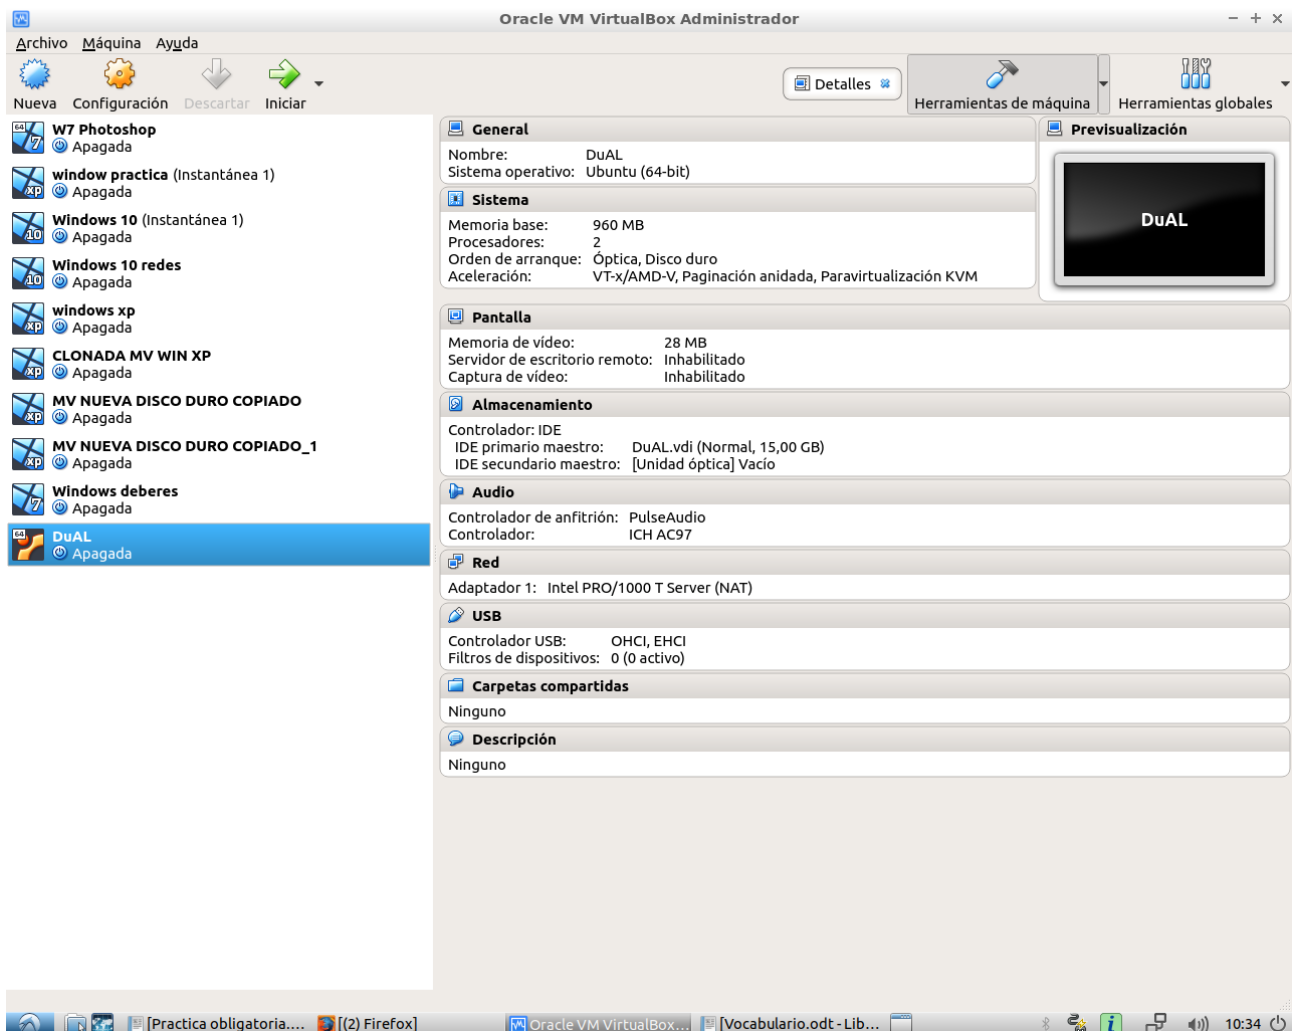 Oracle VM VirtualBox Administrador
Archivo Máquina Ayuda
Nueva Configuración Descartar Iniciar
Detalles
Herramientas de máquina
Herramientas globales
W7 Photoshop
Apagada
window practica (Instantánea 1)
Apagada
Windows 10 (Instantánea 1)
Apagada
Windows 10 redes
Apagada
windows xp
Apagada
CLONADA MV WIN XP
Apagada
MV NUEVA DISCO DURO COPIADO
Apagada
MV NUEVA DISCO DURO COPIADO_1
Apagada
Windows deberes
Apagada
DuAL
Apagada
General
Nombre: DuAL
Sistema operativo: Ubuntu (64-bit)
Sistema
Memoria base: 960 MB
Procesadores: 2
Orden de arranque: Óptica, Disco duro
Aceleración: VT-x/AMD-V, Paginación anidada, Paravirtualización KVM
Previsualización
DuAL
Pantalla
Memoria de vídeo: 28 MB
Servidor de escritorio remoto: Inhabilitado
Captura de vídeo: Inhabilitado
Almacenamiento
Controlador: IDE
IDE primario maestro: DuAL.vdi (Normal, 15,00 GB)
IDE secundario maestro: [Unidad óptica] Vacío
Audio
Controlador de anfitrión: PulseAudio
Controlador: ICH AC97
Red
Adaptador 1: Intel PRO/1000 T Server (NAT)
USB
Controlador USB: OHCI, EHCI
Filtros de dispositivos: 0 (0 activo)
Carpetas compartidas
Ninguno
Descripción
Ninguno
[Practica obligatoria.... [(2) Firefox] Oracle VM VirtualBox... [Vocabulario.odt - Lib... 10:34